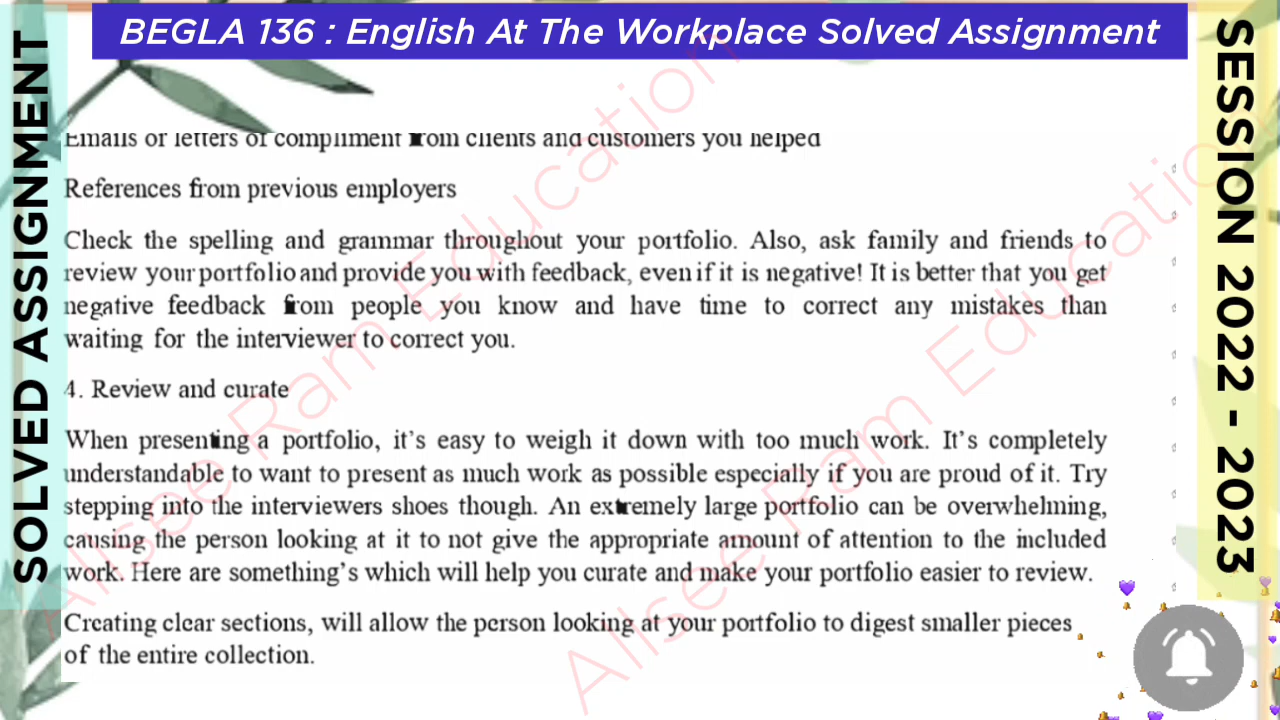 BEGLA 136 : English At The Workplace Solved Assignment
SOLVED ASSIGNMENT
SESSION 2022 - 2023
Emails or letters of compliment from clients and customers you helped
References from previous employers
Check the spelling and grammar throughout your portfolio. Also, ask family and friends to
review your portfolio and provide you with feedback, even if it is negative! It is better that you get
negative feedback from people you know and have time to correct any mistakes than
waiting for the interviewer to correct you.
4. Review and curate
When presenting a portfolio, it's easy to weigh it down with too much work. It's completely
understandable to want to present as much work as possible especially if you are proud of it. Try
stepping into the interviewers shoes though. An extremely large portfolio can be overwhelming,
causing the person looking at it to not give the appropriate amount of attention to the included
work. Here are something's which will help you curate and make your portfolio easier to review.
Creating clear sections, will allow the person looking at your portfolio to digest smaller pieces
of the entire collection.
Alisee Ram Education
Alisee Ram Education